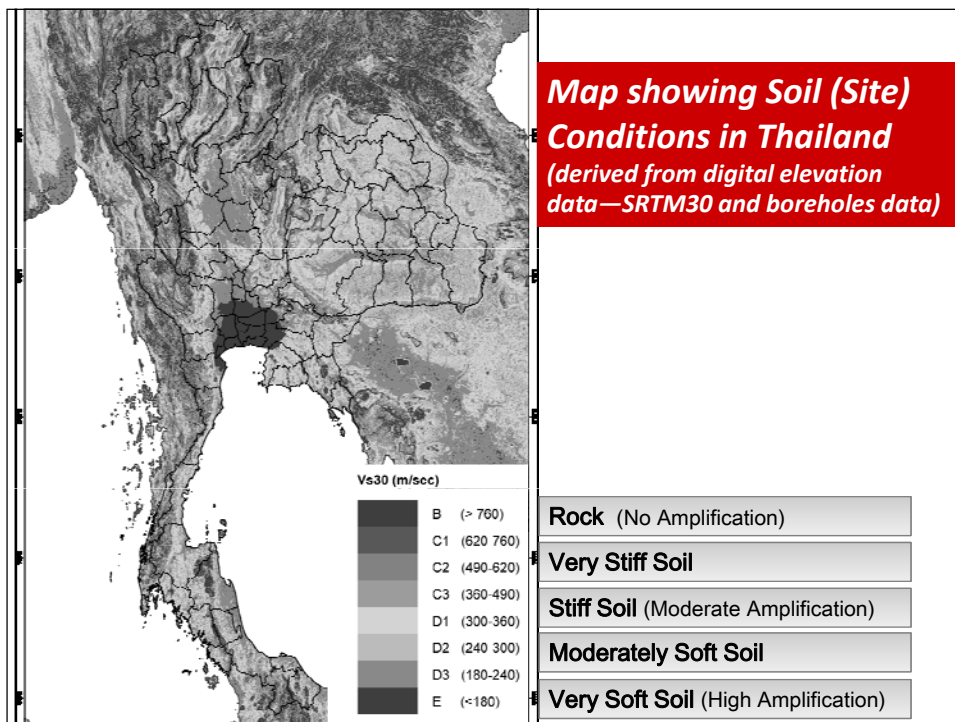 Map showing Soil (Site)
Conditions in Thailand
(derived from digital elevation
data—SRTM30 and boreholes data)
Vs30 (m/sec)
B (> 760)
C1 (620 760)
C2 (490-620)
C3 (360-490)
D1 (300-360)
D2 (240 300)
D3 (180-240)
E (<180)
Rock (No Amplification)
Very Stiff Soil
Stiff Soil (Moderate Amplification)
Moderately Soft Soil
Very Soft Soil (High Amplification)